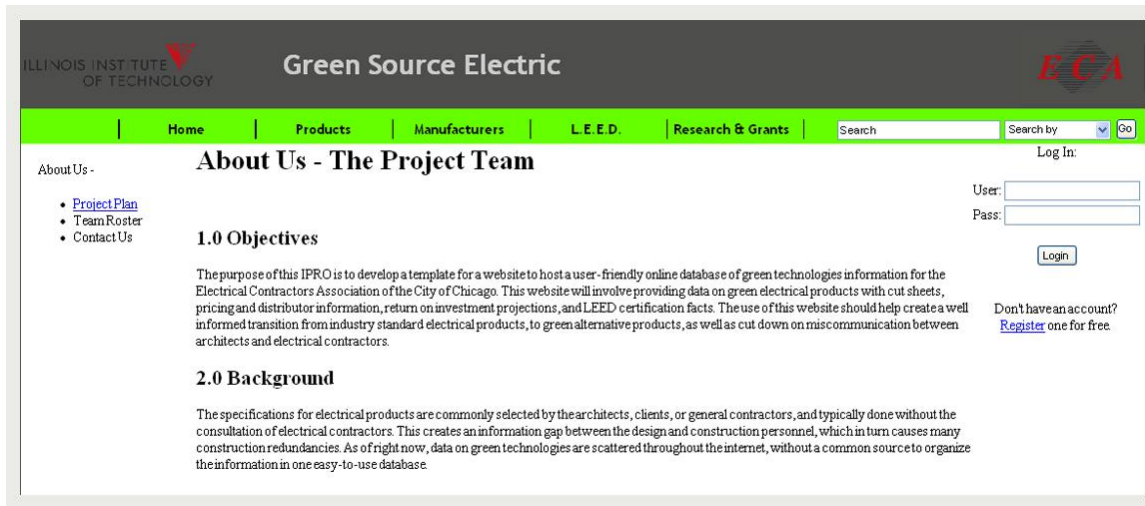 ILLINOIS INSTITUTE
OF TECHNOLOGY
Green Source Electric
ECA
Home
Products
Manufacturers
L.E.E.D.
Research & Grants
Search
Search by
Go
About Us -
Project Plan
Team Roster
Contact Us
About Us - The Project Team
1.0 Objectives
The purpose of this IPRO is to develop a template for a website to host a user-friendly online database of green technologies information for the
Electrical Contractors Association of the City of Chicago. This website will involve providing data on green electrical products with cut sheets,
pricing and distributor information, return on investment projections, and LEED certification facts. The use of this website should help create a well
informed transition from industry standard electrical products, to green alternative products, as well as cut down on miscommunication between
architects and electrical contractors.
2.0 Background
The specifications for electrical products are commonly selected by the architects, clients, or general contractors, and typically done without the
consultation of electrical contractors. This creates an information gap between the design and construction personnel, which in turn causes many
construction redundancies. As of right now, data on green technologies are scattered throughout the internet, without a common source to organize
the information in one easy-to-use database.
Log In:
User:
Pass:
Login
Don't have an account?
Register one for free.